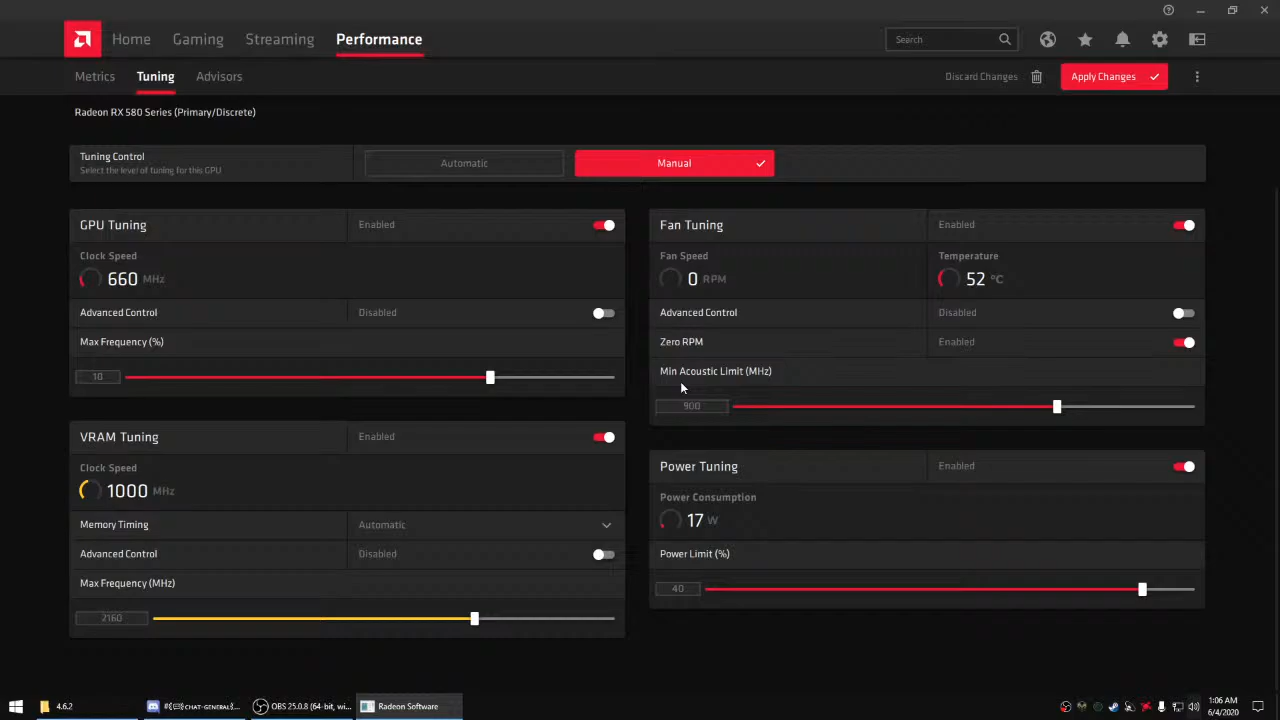 Home Gaming Streaming Performance Search
Metrics Tuning Advisors Discard Changes Apply Changes
Radeon RX 580 Series (Primary/Discrete)
Tuning Control
Select the level of tuning for this GPU
Automatic Manual
GPU Tuning Enabled
Clock Speed
660 MHz
Advanced Control Disabled
Max Frequency (%)
10
VRAM Tuning Enabled
Clock Speed
1000 MHz
Memory Timing Automatic
Advanced Control Disabled
Max Frequency (MHz)
2160
Fan Tuning Enabled
Fan Speed Temperature
0 RPM 52 °C
Advanced Control Disabled
Zero RPM Enabled
Min Acoustic Limit (MHz)
900
Power Tuning Enabled
Power Consumption
17 W
Power Limit (%)
40
4.6.2 CHAT-GENERAL... OBS 25.0.8 (64-bit, wi... Radeon Software 1:06 AM
6/4/2020